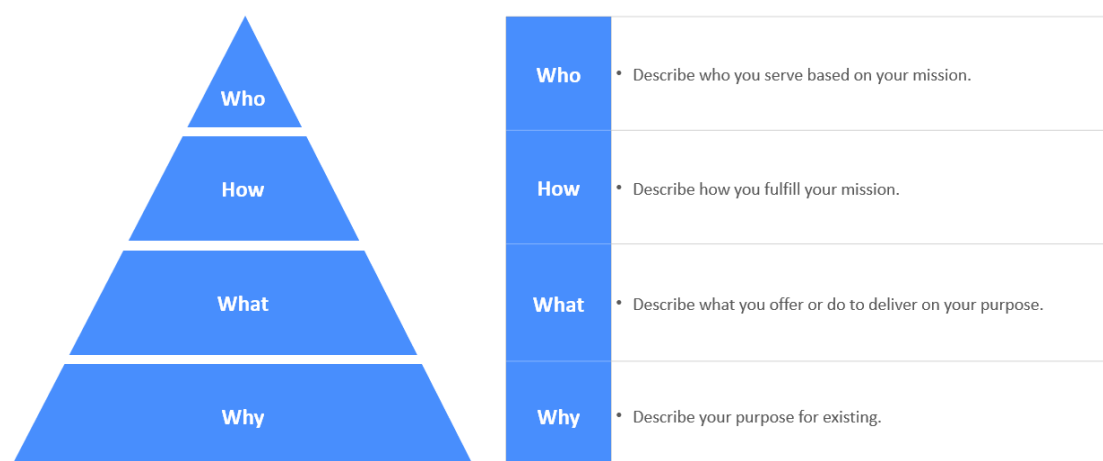 Who
How
What
Why
Who
• Describe who you serve based on your mission.
How
• Describe how you fulfill your mission.
What
• Describe what you offer or do to deliver on your purpose.
Why
• Describe your purpose for existing.